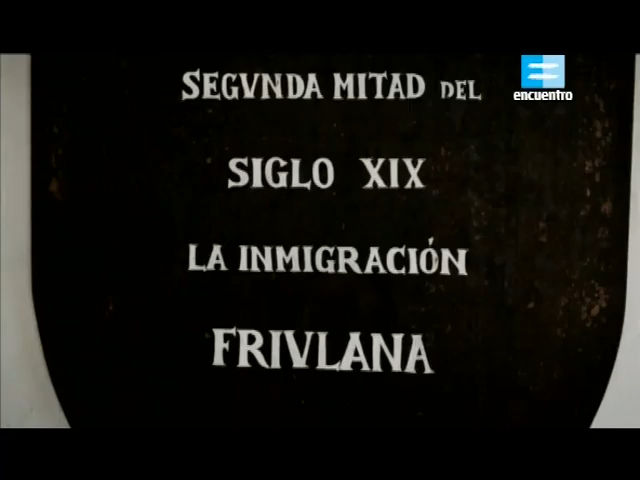 SEGVNDA MITAD DEL
encuentro
SIGLO XIX
LA INMIGRACIÓN
FRIVLANA